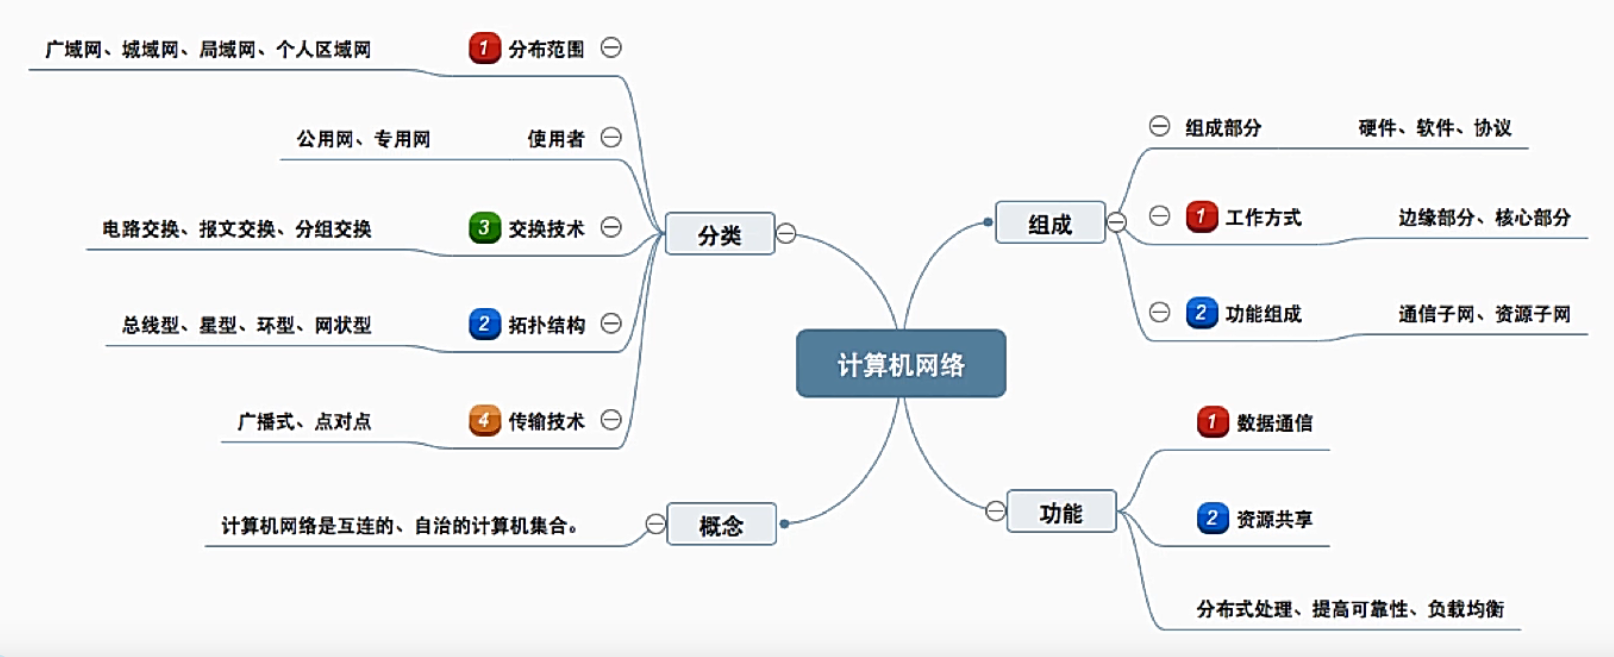 计算机网络
概念
计算机网络是互连的、自治的计算机集合。
组成
组成部分
硬件、软件、协议
1 工作方式
边缘部分、核心部分
2 功能组成
通信子网、资源子网
功能
1 数据通信
2 资源共享
分布式处理、提高可靠性、负载均衡
分类
1 分布范围
广域网、城域网、局域网、个人区域网
使用者
公用网、专用网
3 交换技术
电路交换、报文交换、分组交换
2 拓扑结构
总线型、星型、环型、网状型
4 传输技术
广播式、点对点